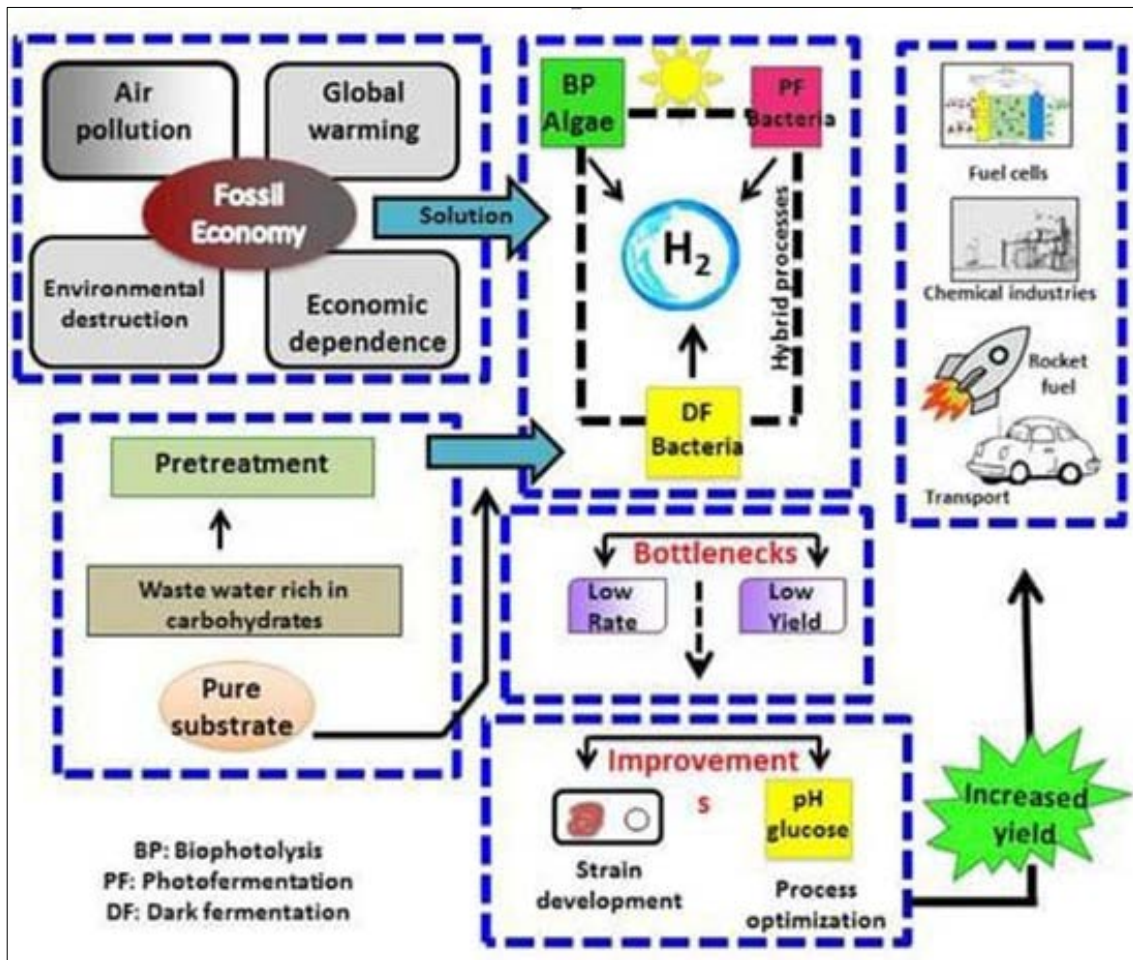 Air
pollution
Global
warming
Fossil
Economy
Environmental
destruction
Economic
dependence
Solution
BP
Algae
PF
Bacteria
H2
Hybrid processes
DF
Bacteria
Fuel cells
Chemical industries
Rocket
fuel
Transport
Pretreatment
Waste water rich in
carbohydrates
Pure
substrate
Bottlenecks
Low
Rate
Low
Yield
Improvement
s
Strain
development
pH
glucose
Process
optimization
Increased
yield
BP: Biophotolysis
PF: Photofermentation
DF: Dark fermentation